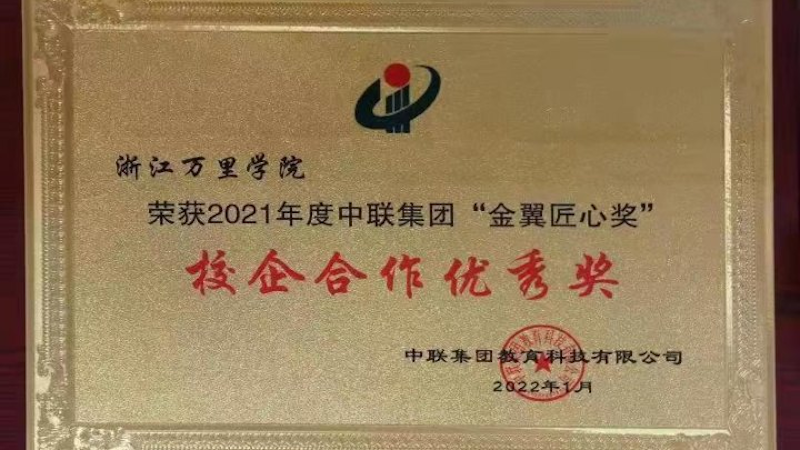 浙江万里学院
荣获2021年度中联集团“金翼匠心奖”
校企合作优秀奖
中联集团教育科技有限公司
2022年1月